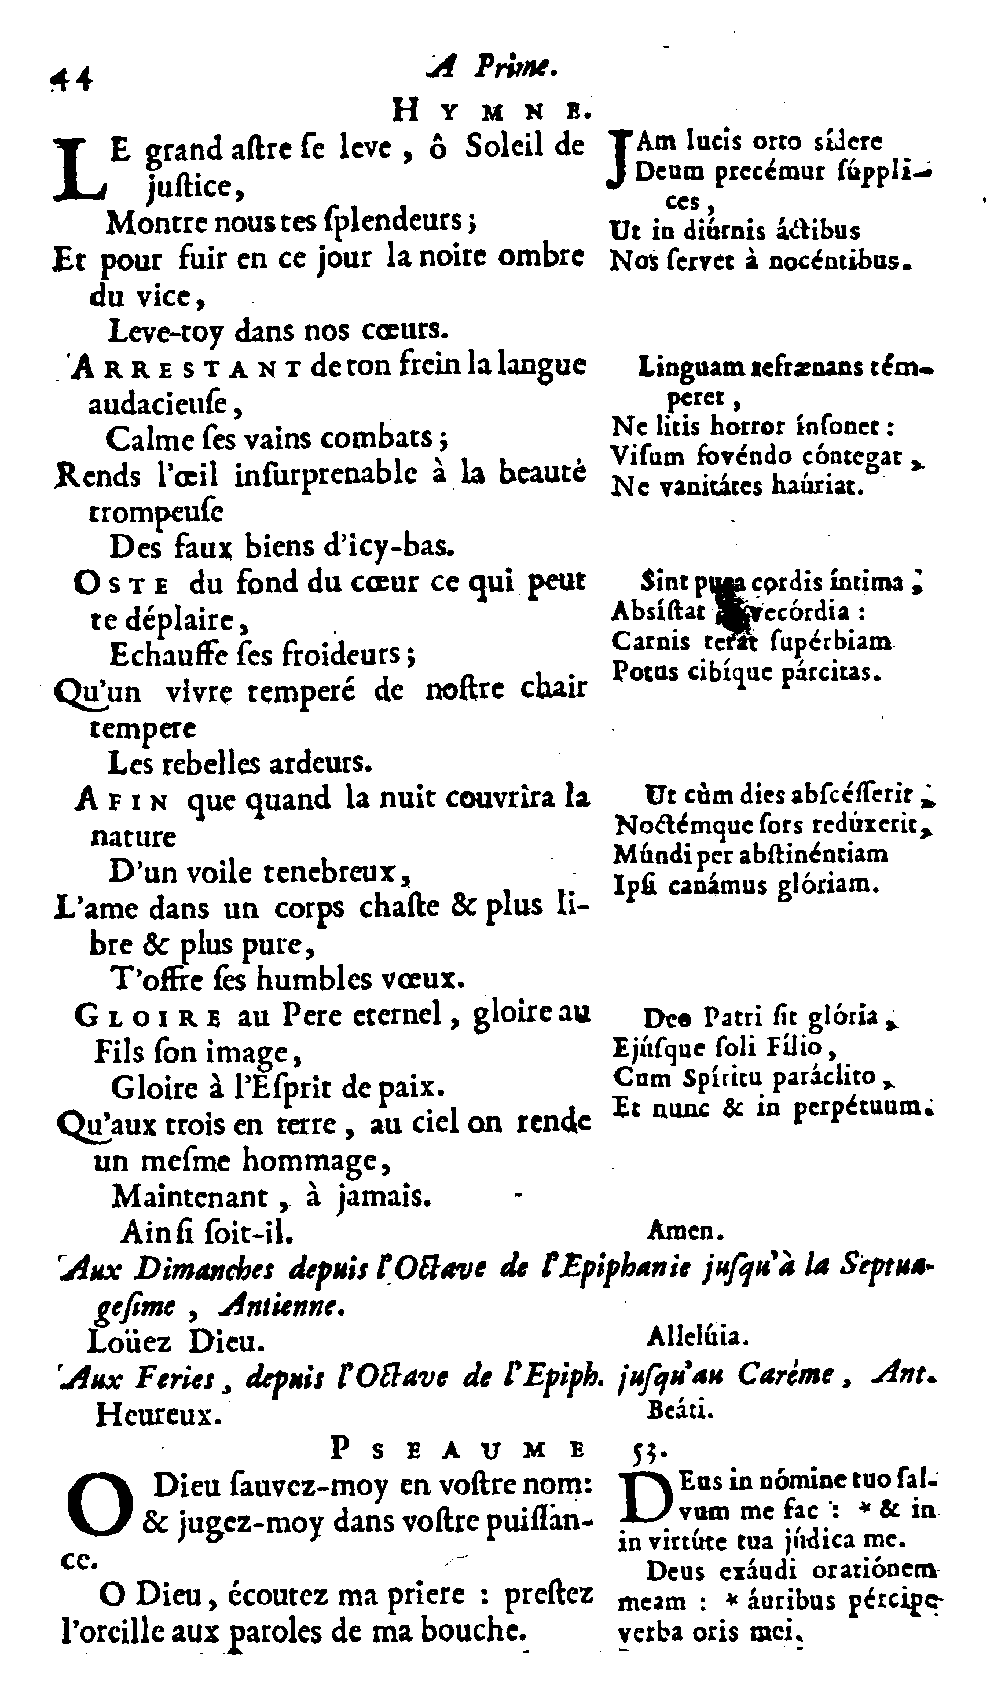 44
A Prime.
HYMNE.
LE grand aſtre ſe leve, ô Soleil de
juſtice,
Montre nous tes ſplendeurs;
Et pour fuir en ce jour la noire ombre
du vice,
Leve-toy dans nos cœurs.
ARRESTANT de ton frein la langue
audacieuſe,
Calme ſes vains combats;
Rends l'œil inſurprenable à la beauté
trompeuſe
Des faux biens d'icy-bas.
OSTE du fond du cœur ce qui peut
te déplaire,
Echauffe ſes froideurs;
Qu'un vivre temperé de noſtre chair
tempere
Les rebelles ardeurs.
AFIN que quand la nuit couvrira la
nature
D'un voile tenebreux,
L'ame dans un corps chaſte & plus li-
bre & plus pure,
T'offre ſes humbles vœux.
GLOIRE au Pere eternel, gloire au
Fils ſon image,
Gloire à l'Eſprit de paix.
Qu'aux trois en terre, au ciel on rende
un meſme hommage,
Maintenant, à jamais.
Ainſi ſoit-il.
JAm lucis orto sídere
Deum precémur ſúppli-
ces,
Ut in diúrnis áctibus
Nos ſervet à nocéntibus.
Linguam refrænans tém-
peret,
Ne litis horror ínſonet:
Viſum fovéndo cóntegat,
Ne vanitátes haúriat.
Sint pura cordis íntima;
Absíſtat & vecórdia:
Carnis terat ſupérbiam
Potus cibíque párcitas.
Ut cùm dies abſcéſſerit,
Noctémque ſors redúxerit,
Múndi per abſtinéntiam
Ipſi canámus glóriam.
Deo Patri ſit glória,
Ejúſque ſoli Fílio,
Cum Spíritu paráclito,
Et nunc & in perpétuum.
Amen.
Aux Dimanches depuis l'Octave de l'Epiphanie juſqu'à la Septua-
geſime, Antienne.
Loüez Dieu. Allelúia.
Aux Feries, depuis l'Octave de l'Epiph. juſqu'au Caréme, Ant.
Heureux. Beáti.
PSEAUME 53.
O Dieu ſauvez-moy en voſtre nom:
& jugez-moy dans voſtre puiſſan-
ce.
O Dieu, écoutez ma priere : preſtez
l'oreille aux paroles de ma bouche.
DEus in nómine tuo ſal-
vum me fac : * & in
in virtúte tua júdica me.
Deus exáudi oratiónem
meam : * áuribus pércipe
verba oris mei.